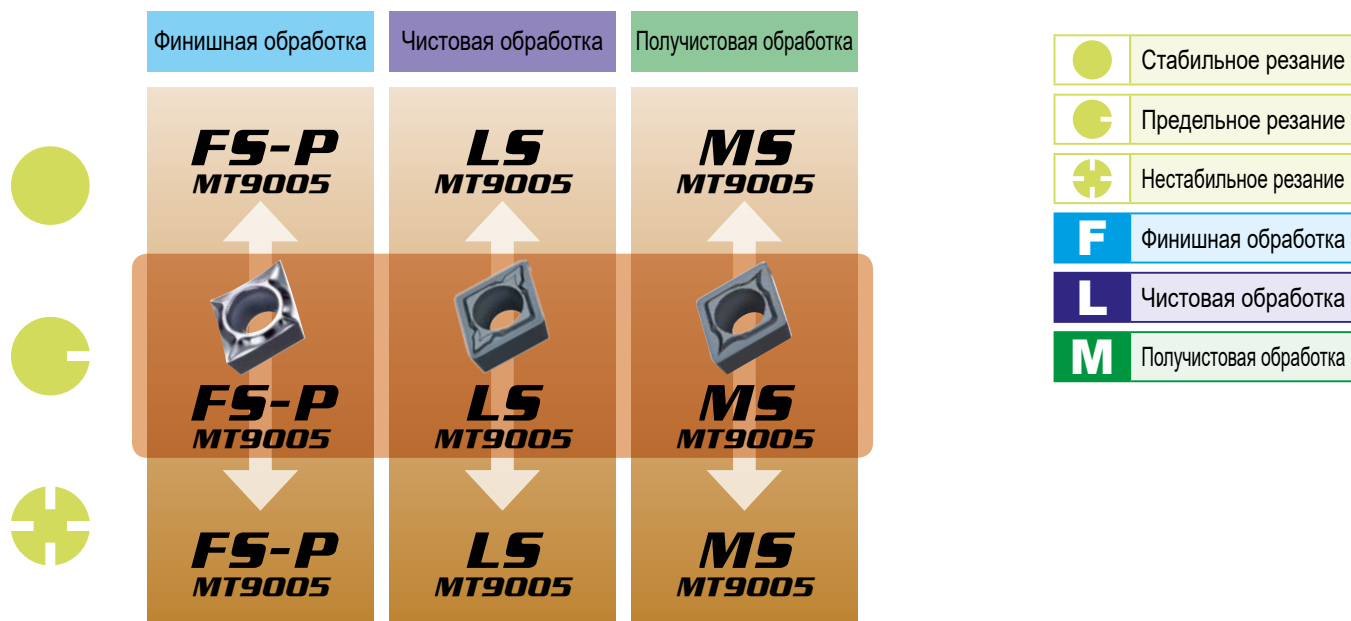 Финишная обработка
Чистовая обработка
Получистовая обработка
FS-P
MT9005
LS
MT9005
MS
MT9005
FS-P
MT9005
LS
MT9005
MS
MT9005
FS-P
MT9005
LS
MT9005
MS
MT9005
Стабильное резание
Предельное резание
Нестабильное резание
F Финишная обработка
L Чистовая обработка
M Получистовая обработка